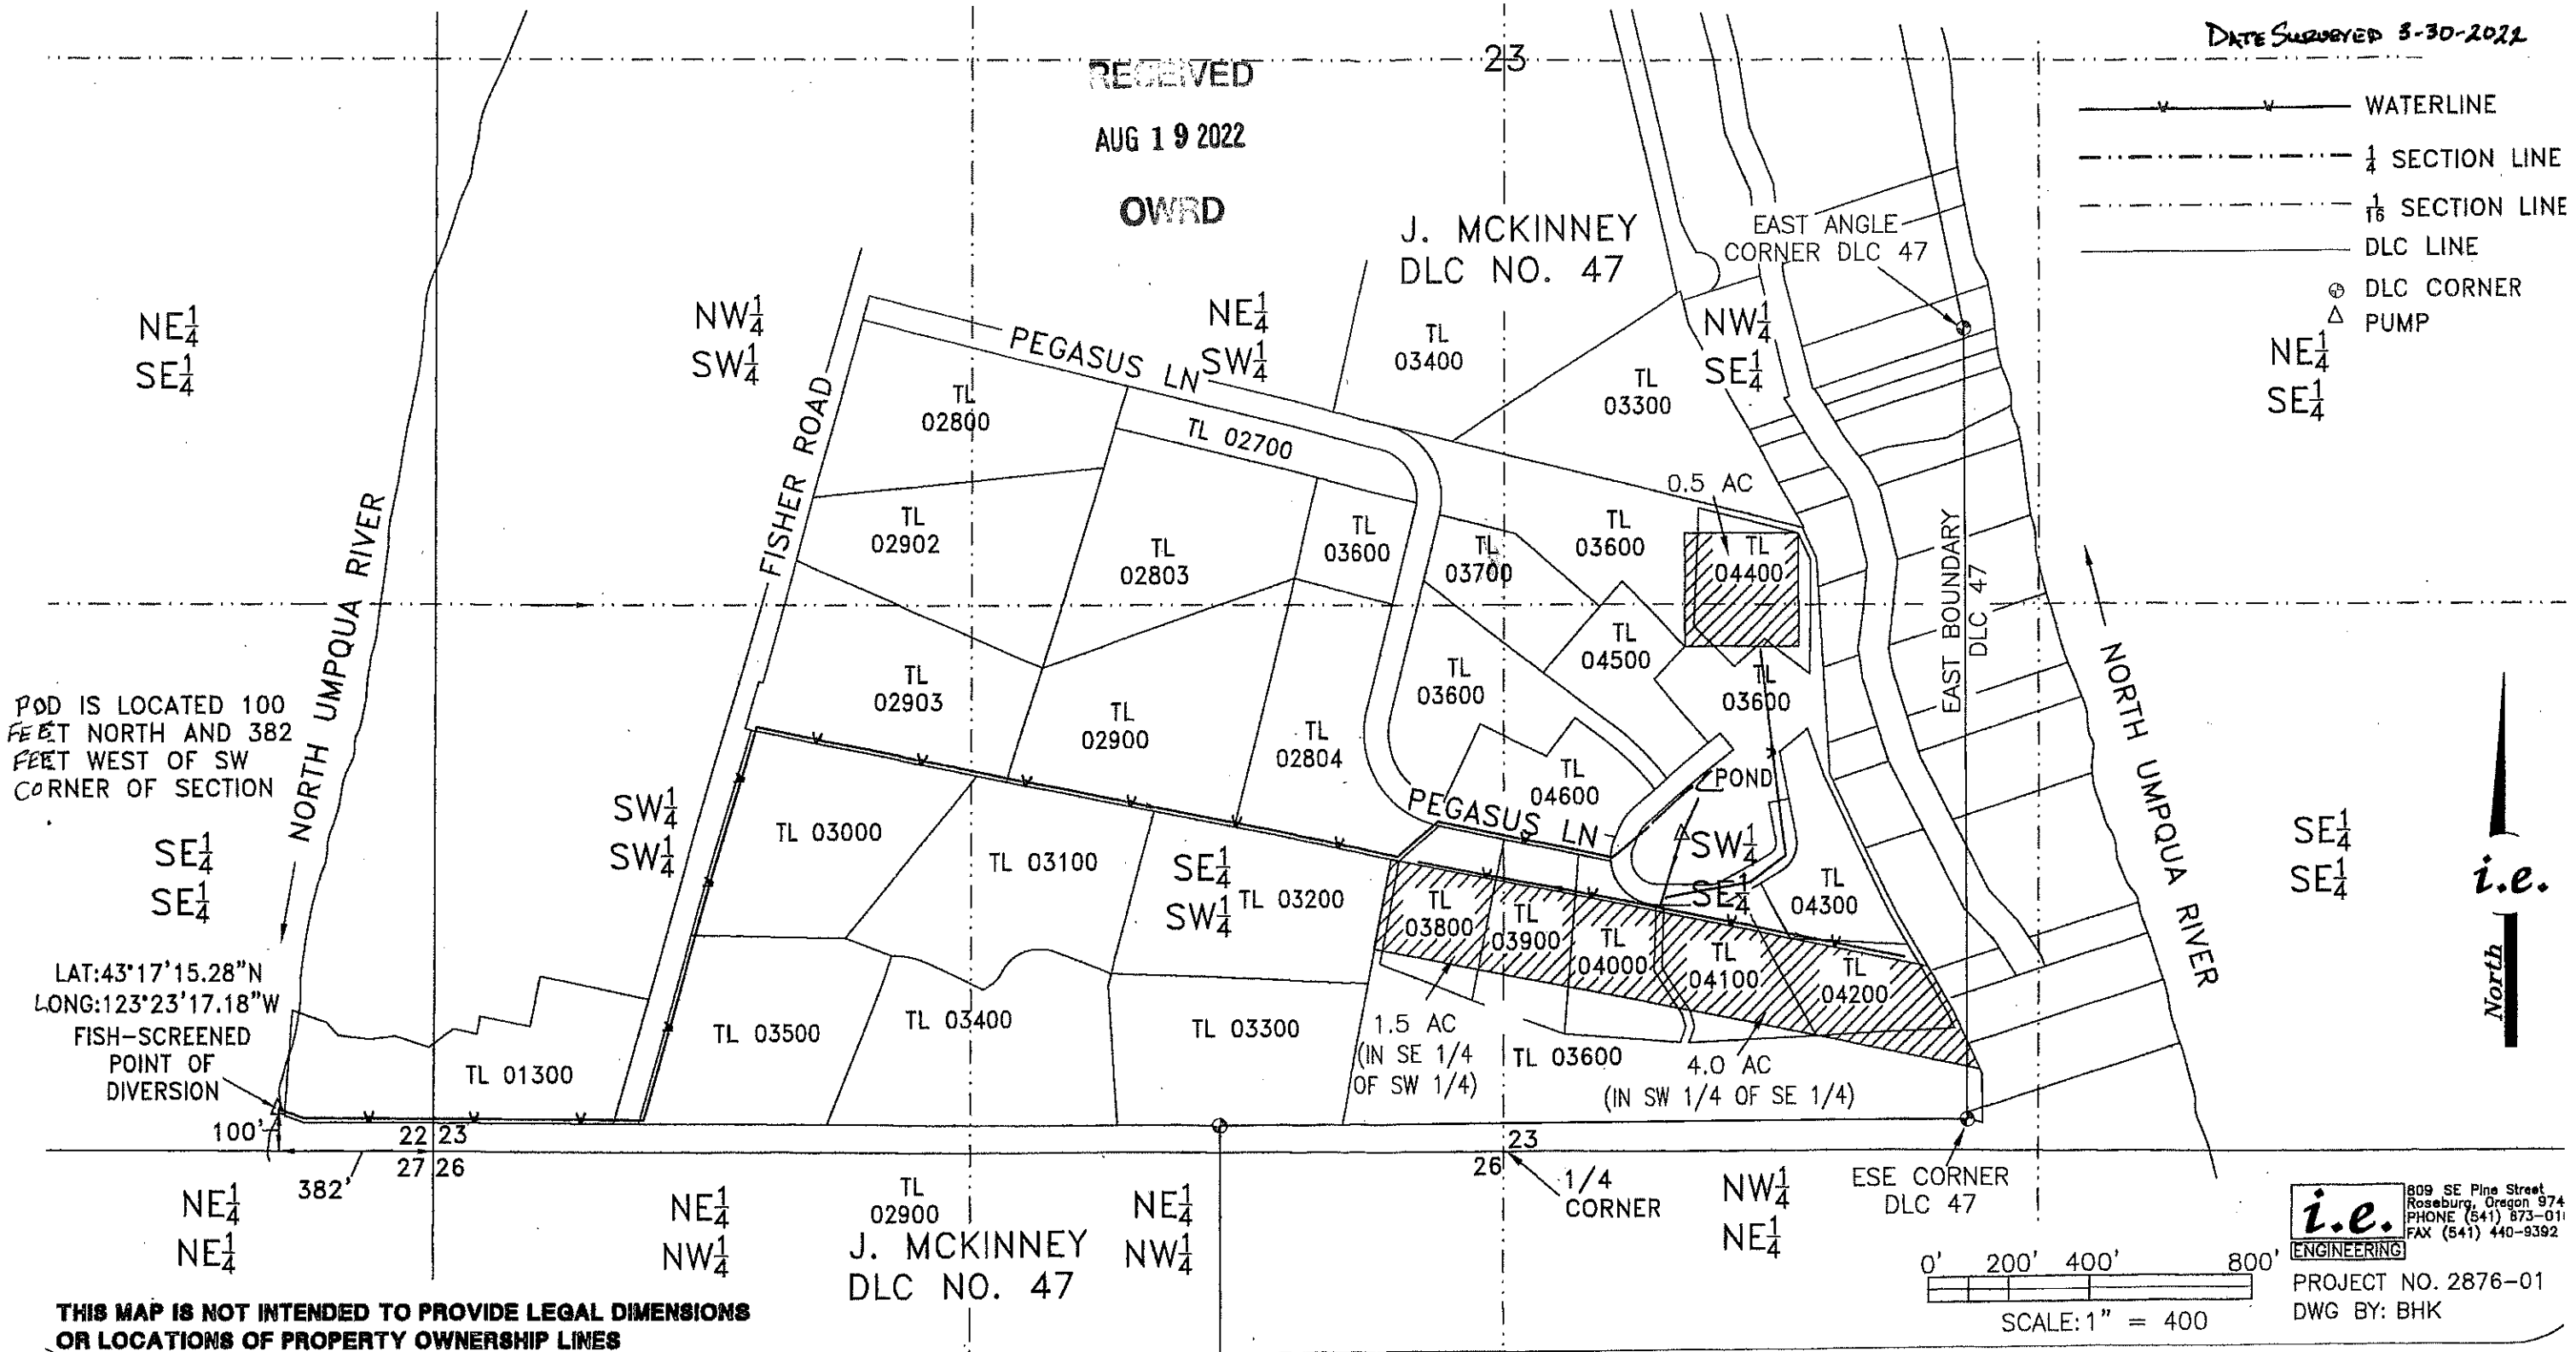 DATE SURVEYED 3-30-2022
RECEIVED
AUG 19 2022
OWRD
23
WATERLINE
1/4 SECTION LINE
1/16 SECTION LINE
DLC LINE
DLC CORNER
PUMP
J. MCKINNEY
DLC NO. 47
EAST ANGLE
CORNER DLC 47
NE1/4
SE1/4
NW1/4
SW1/4
NE1/4
SW1/4
NW1/4
SE1/4
NE1/4
SE1/4
PEGASUS LN
FISHER ROAD
TL
03400
TL
03300
TL
02800
TL 02700
0.5 AC
TL
02902
TL
02803
TL
03600
TL
03700
TL
03600
TL
04400
EAST BOUNDARY
DLC 47
NORTH UMPQUA RIVER
NORTH UMPQUA RIVER
TL
04500
TL
02903
TL
02900
TL
02804
TL
03600
TL
03600
POD IS LOCATED 100
FEET NORTH AND 382
FEET WEST OF SW
CORNER OF SECTION
POND
TL
04600
PEGASUS LN
SW1/4
SW1/4
TL 03000
TL 03100
SE1/4
SW1/4
TL 03200
SW1/4
SE1/4
SE1/4
SE1/4
SE1/4
SE1/4
TL
04300
TL
03800
TL
03900
TL
04000
TL
04100
TL
04200
i.e.
North
LAT:43°17'15.28"N
LONG:123°23'17.18"W
FISH-SCREENED
POINT OF
DIVERSION
TL 01300
TL 03500
TL 03400
TL 03300
1.5 AC
(IN SE 1/4
OF SW 1/4)
TL 03600
4.0 AC
(IN SW 1/4 OF SE 1/4)
100'
22 23
27 26
382'
23
26
1/4
CORNER
ESE CORNER
DLC 47
NE1/4
NE1/4
NE1/4
NW1/4
TL
02900
J. MCKINNEY
DLC NO. 47
NE1/4
NW1/4
NW1/4
NE1/4
i.e.
ENGINEERING
809 SE Pine Street
Roseburg, Oregon 974
PHONE (541) 673-01
FAX (541) 440-9392
0' 200' 400' 800'
SCALE: 1" = 400
PROJECT NO. 2876-01
DWG BY: BHK
THIS MAP IS NOT INTENDED TO PROVIDE LEGAL DIMENSIONS
OR LOCATIONS OF PROPERTY OWNERSHIP LINES